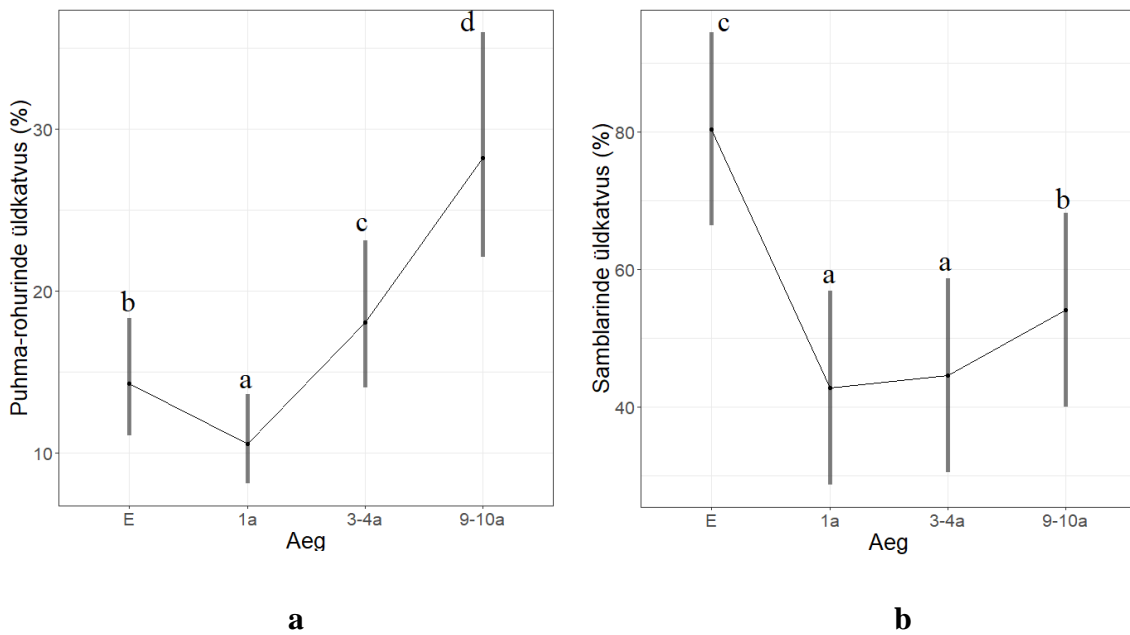 Puhma-rohurinde üldkatvus (%)
30
20
10
b
a
c
d
E
1a
3-4a
9-10a
Aeg
a
Samblarinde üldkatvus (%)
80
60
40
c
a
a
b
E
1a
3-4a
9-10a
Aeg
b